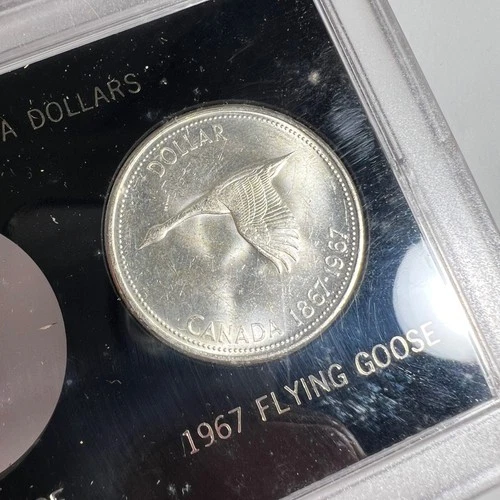 A DOLLARS
DOLLAR
CANADA 1867-1967
1967 FLYING GOOSE